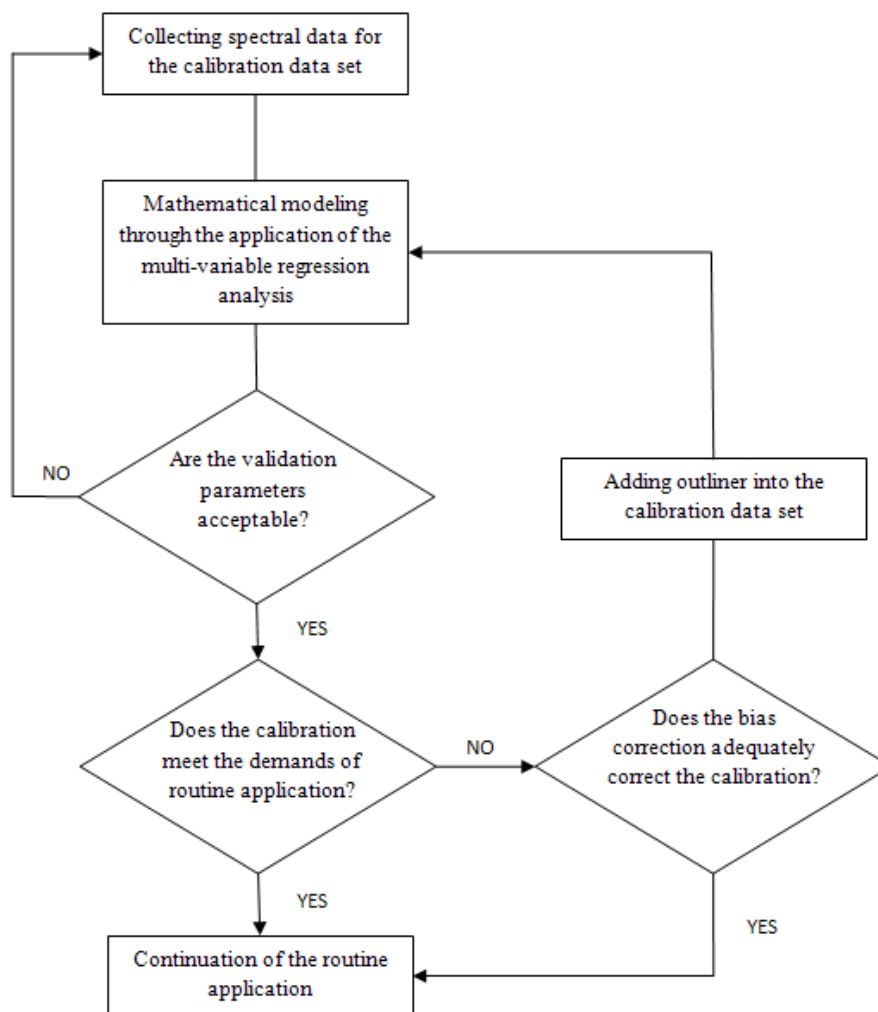 Collecting spectral data for
the calibration data set
Mathematical modeling
through the application of the
multi-variable regression
analysis
Are the validation
parameters
acceptable?
NO
Adding outliner into the
calibration data set
YES
Does the calibration
meet the demands of
routine application?
NO
Does the bias
correction adequately
correct the calibration?
YES
YES
Continuation of the routine
application